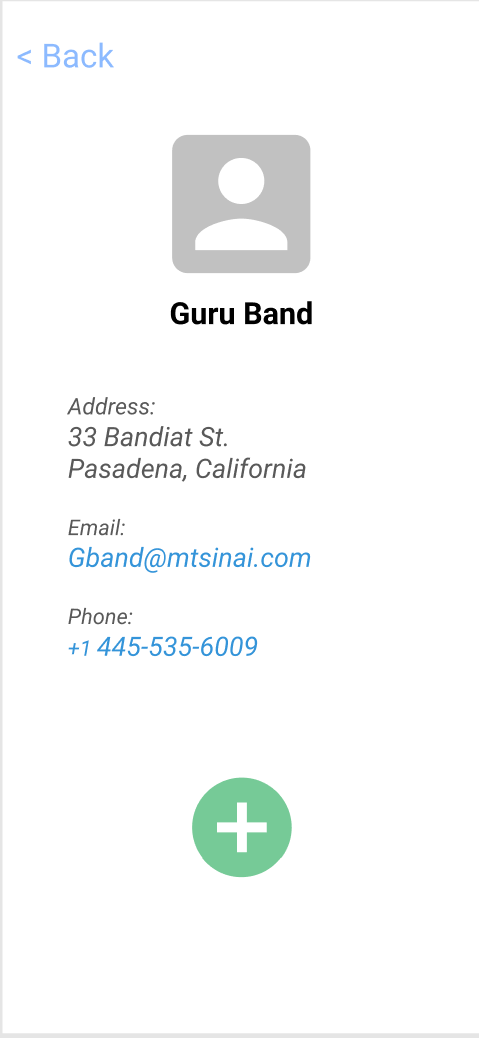 < Back
Guru Band
Address:
33 Bandiat St.
Pasadena, California
Email:
Gband@mtsinai.com
Phone:
+1 445-535-6009